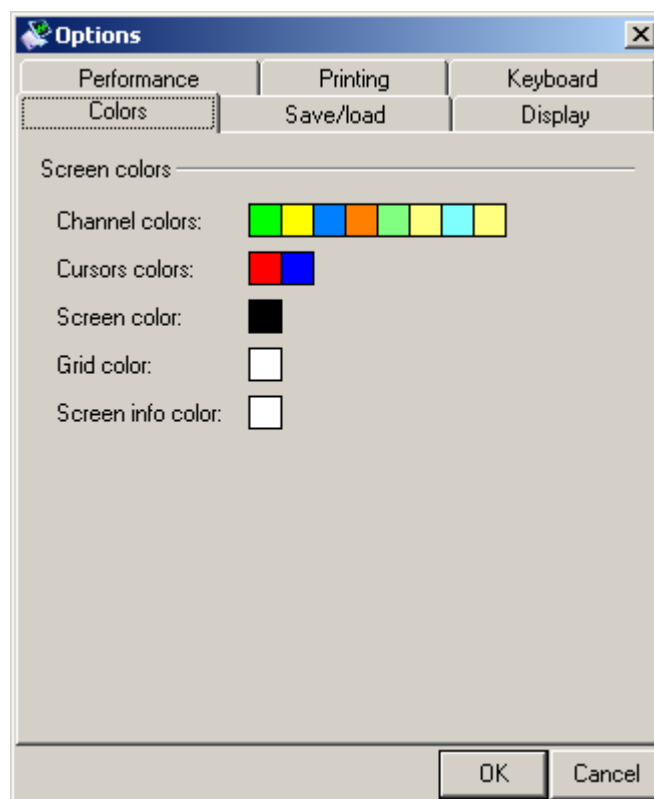 Options
Performance Printing Keyboard
Colors Save/load Display
Screen colors
Channel colors:
Cursors colors:
Screen color:
Grid color:
Screen info color:
OK Cancel